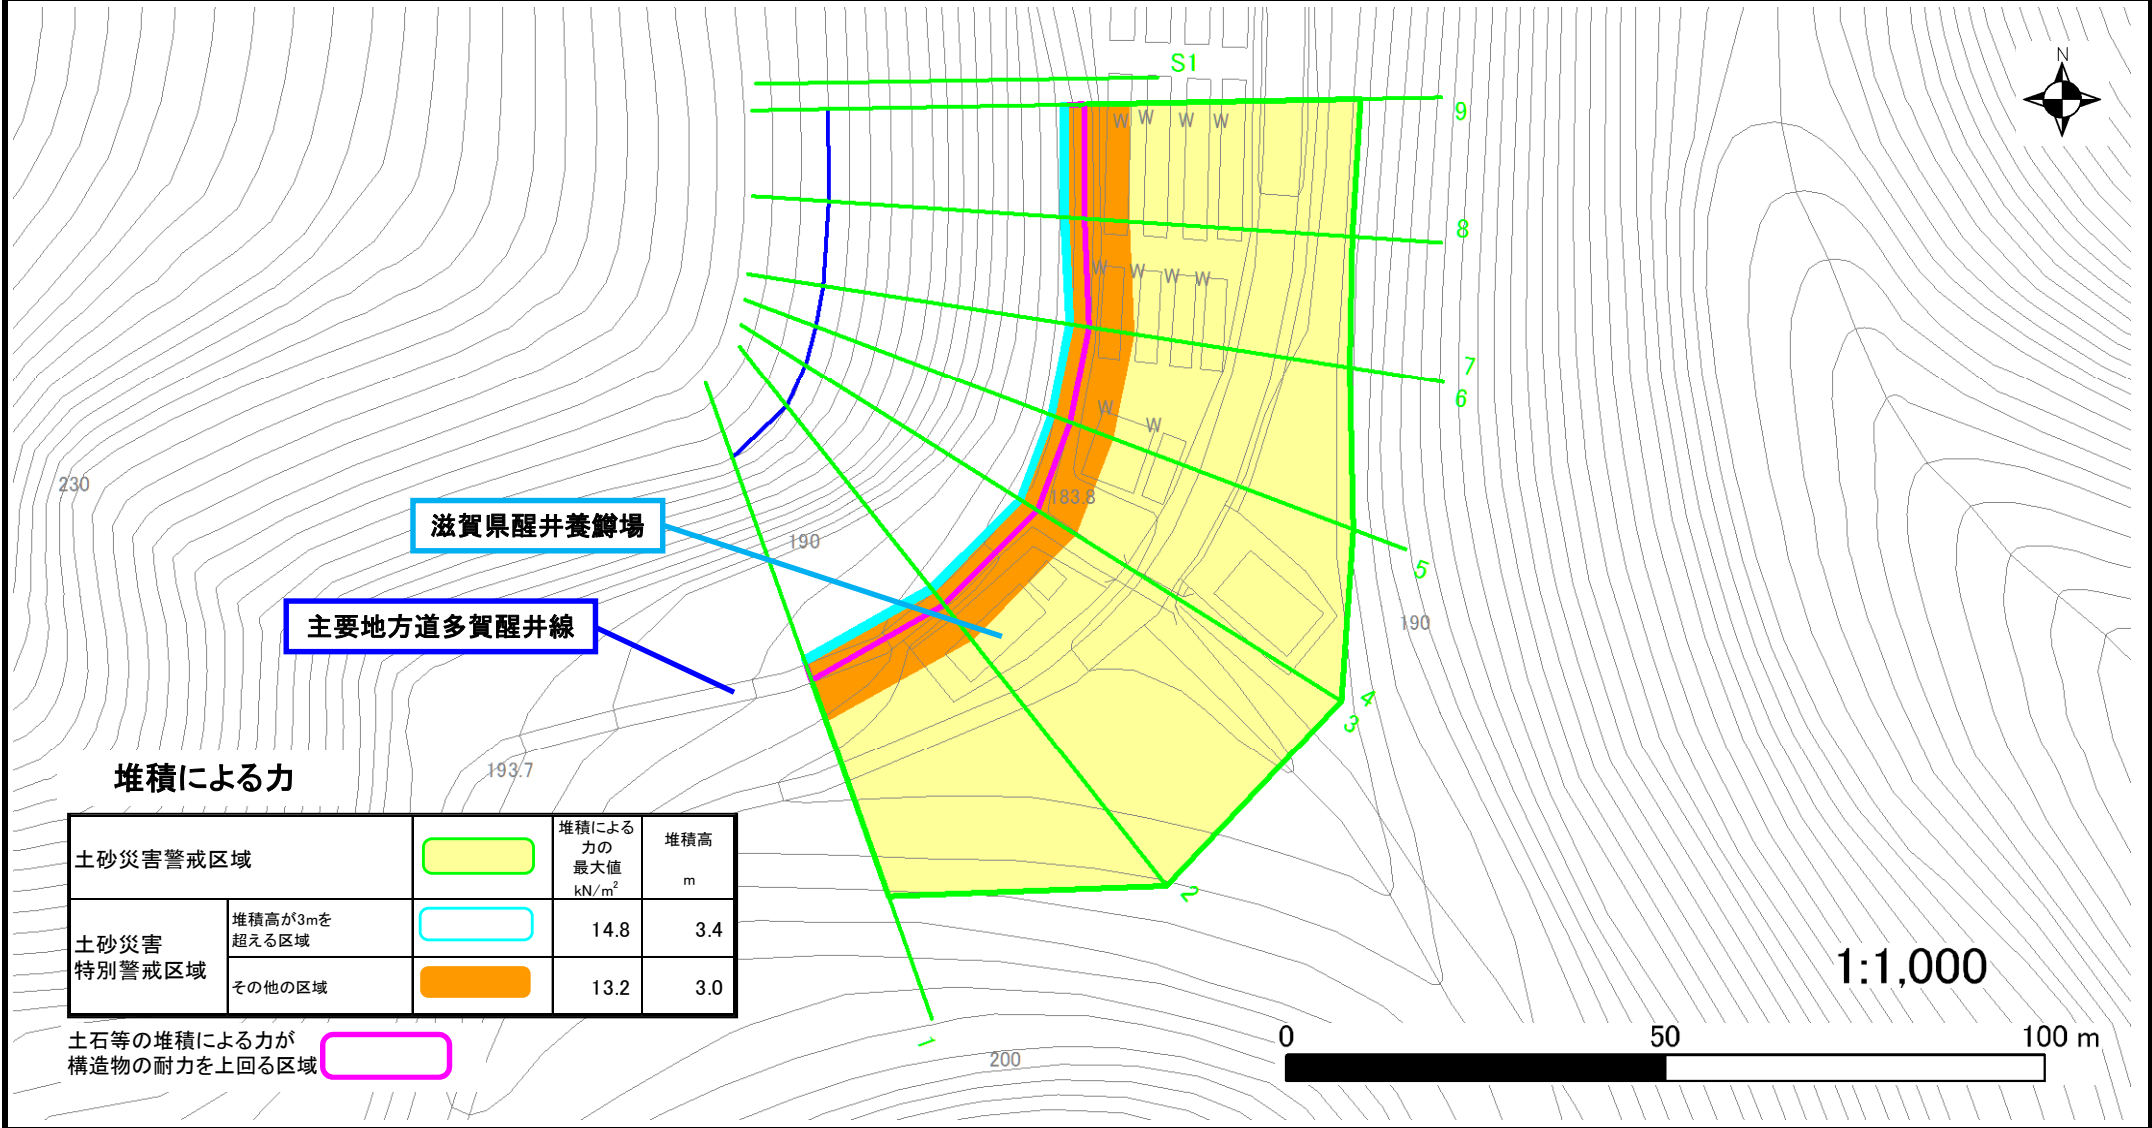 N
S1
9
W W W W
8
W W W W
7
6
W W
230
183.8
滋賀県醒井養鱒場
190
5
主要地方道多賀醒井線
190
4
3
193.7
堆積による力
土砂災害警戒区域
堆積による
力の
最大値
kN/m²
堆積高
m
土砂災害
特別警戒区域
堆積高が3mを
超える区域
14.8
3.4
その他の区域
13.2
3.0
2
1:1,000
土石等の堆積による力が
構造物の耐力を上回る区域
1
200
0 50 100 m